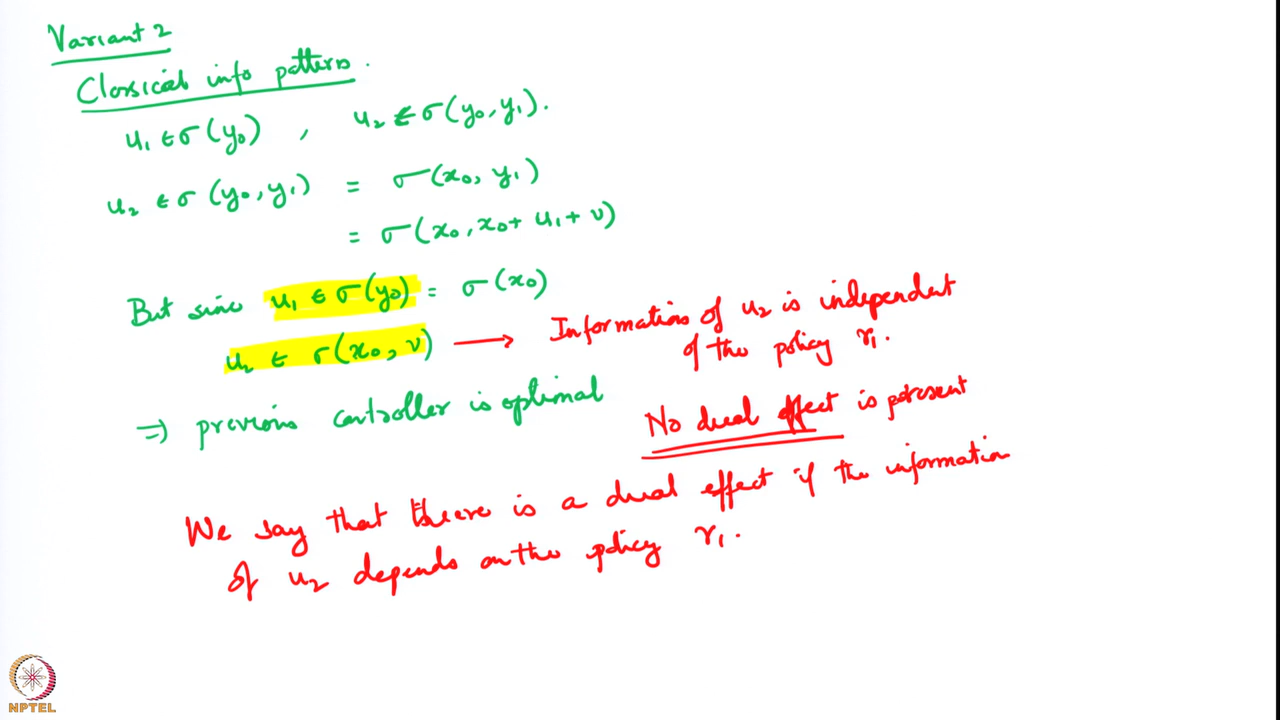 Variant 2
Classical info pattern.
u₁ ∈ σ(y₀) , u₂ ∈ σ(y₀, y₁).
u₂ ∈ σ(y₀, y₁) = σ(x₀, y₁)
= σ(x₀, x₀ + u₁ + v)
But since u₁ ∈ σ(y₀) = σ(x₀)
u₂ ∈ σ(x₀, v) ⟶ Information of u₂ is independent
of the policy γ₁.
⇒ previous controller is optimal
No dual effect is present
We say that there is a dual effect if the information
of u₂ depends on the policy γ₁.
NPTEL